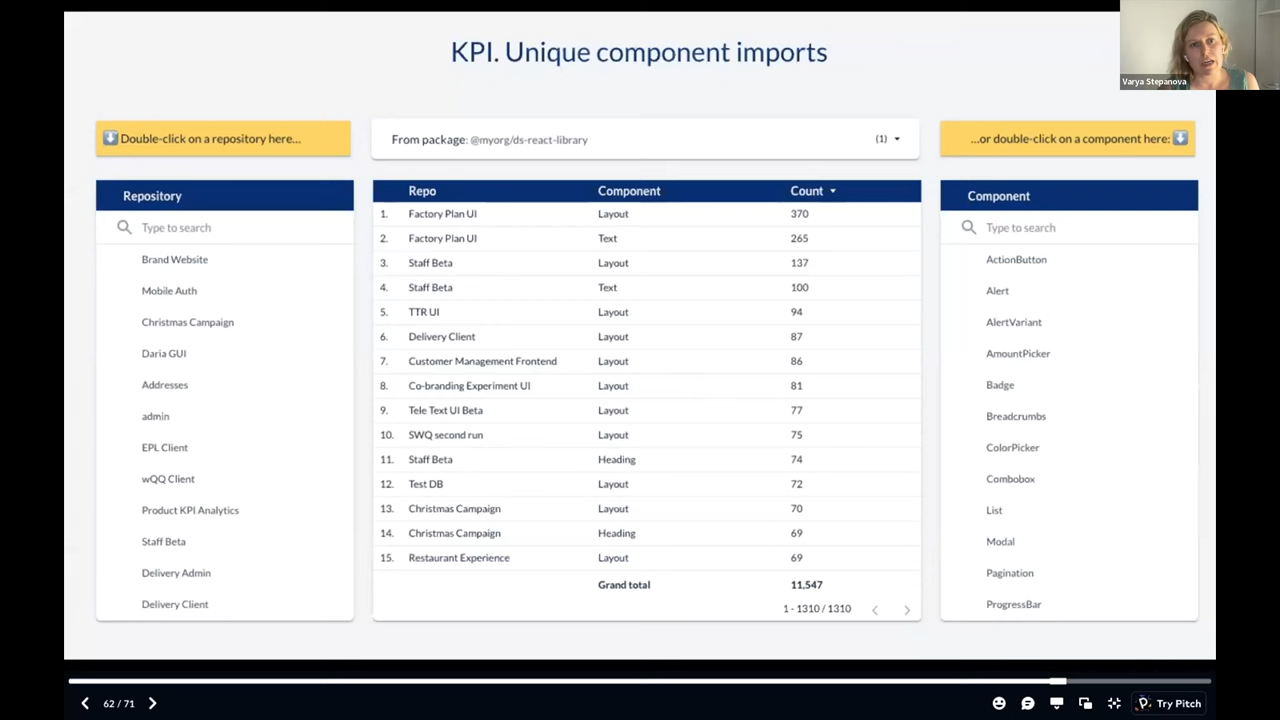 KPI. Unique component imports
Varya Stepanova
Double-click on a repository here...
From package: @myorg/ds-react-library (1)
...or double-click on a component here:
Repository
Type to search
Brand Website
Mobile Auth
Christmas Campaign
Daria GUI
Addresses
admin
EPL Client
wQQ Client
Product KPI Analytics
Staff Beta
Delivery Admin
Delivery Client
Repo Component Count
1. Factory Plan UI Layout 370
2. Factory Plan UI Text 265
3. Staff Beta Layout 137
4. Staff Beta Text 100
5. TTR UI Layout 94
6. Delivery Client Layout 87
7. Customer Management Frontend Layout 86
8. Co-branding Experiment UI Layout 81
9. Tele Text UI Beta Layout 77
10. SWQ second run Layout 75
11. Staff Beta Heading 74
12. Test DB Layout 72
13. Christmas Campaign Layout 70
14. Christmas Campaign Heading 69
15. Restaurant Experience Layout 69
Grand total 11,547
1 - 1310 / 1310
Component
Type to search
ActionButton
Alert
AlertVariant
AmountPicker
Badge
Breadcrumbs
ColorPicker
Combobox
List
Modal
Pagination
ProgressBar
62 / 71
Try Pitch